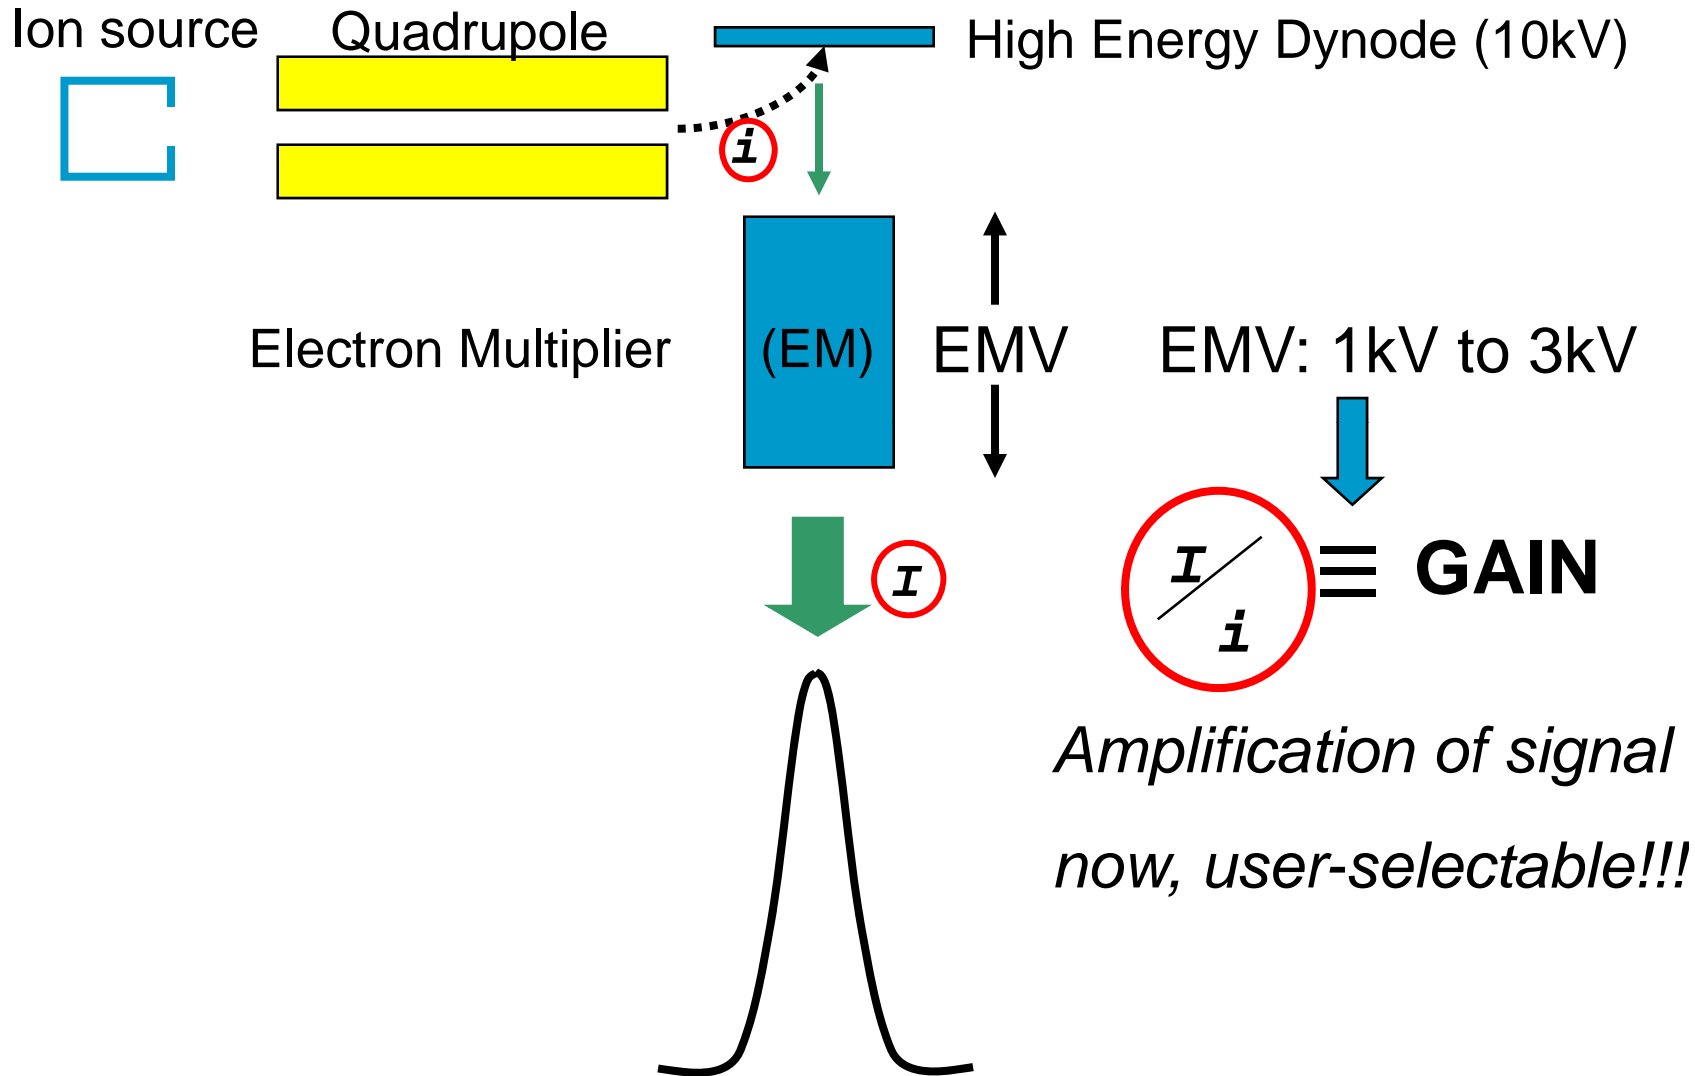 Ion source
Quadrupole
High Energy Dynode (10kV)
i
Electron Multiplier
(EM)
EMV
EMV: 1kV to 3kV
I
I/i ≡ GAIN
Amplification of signal
now, user-selectable!!!